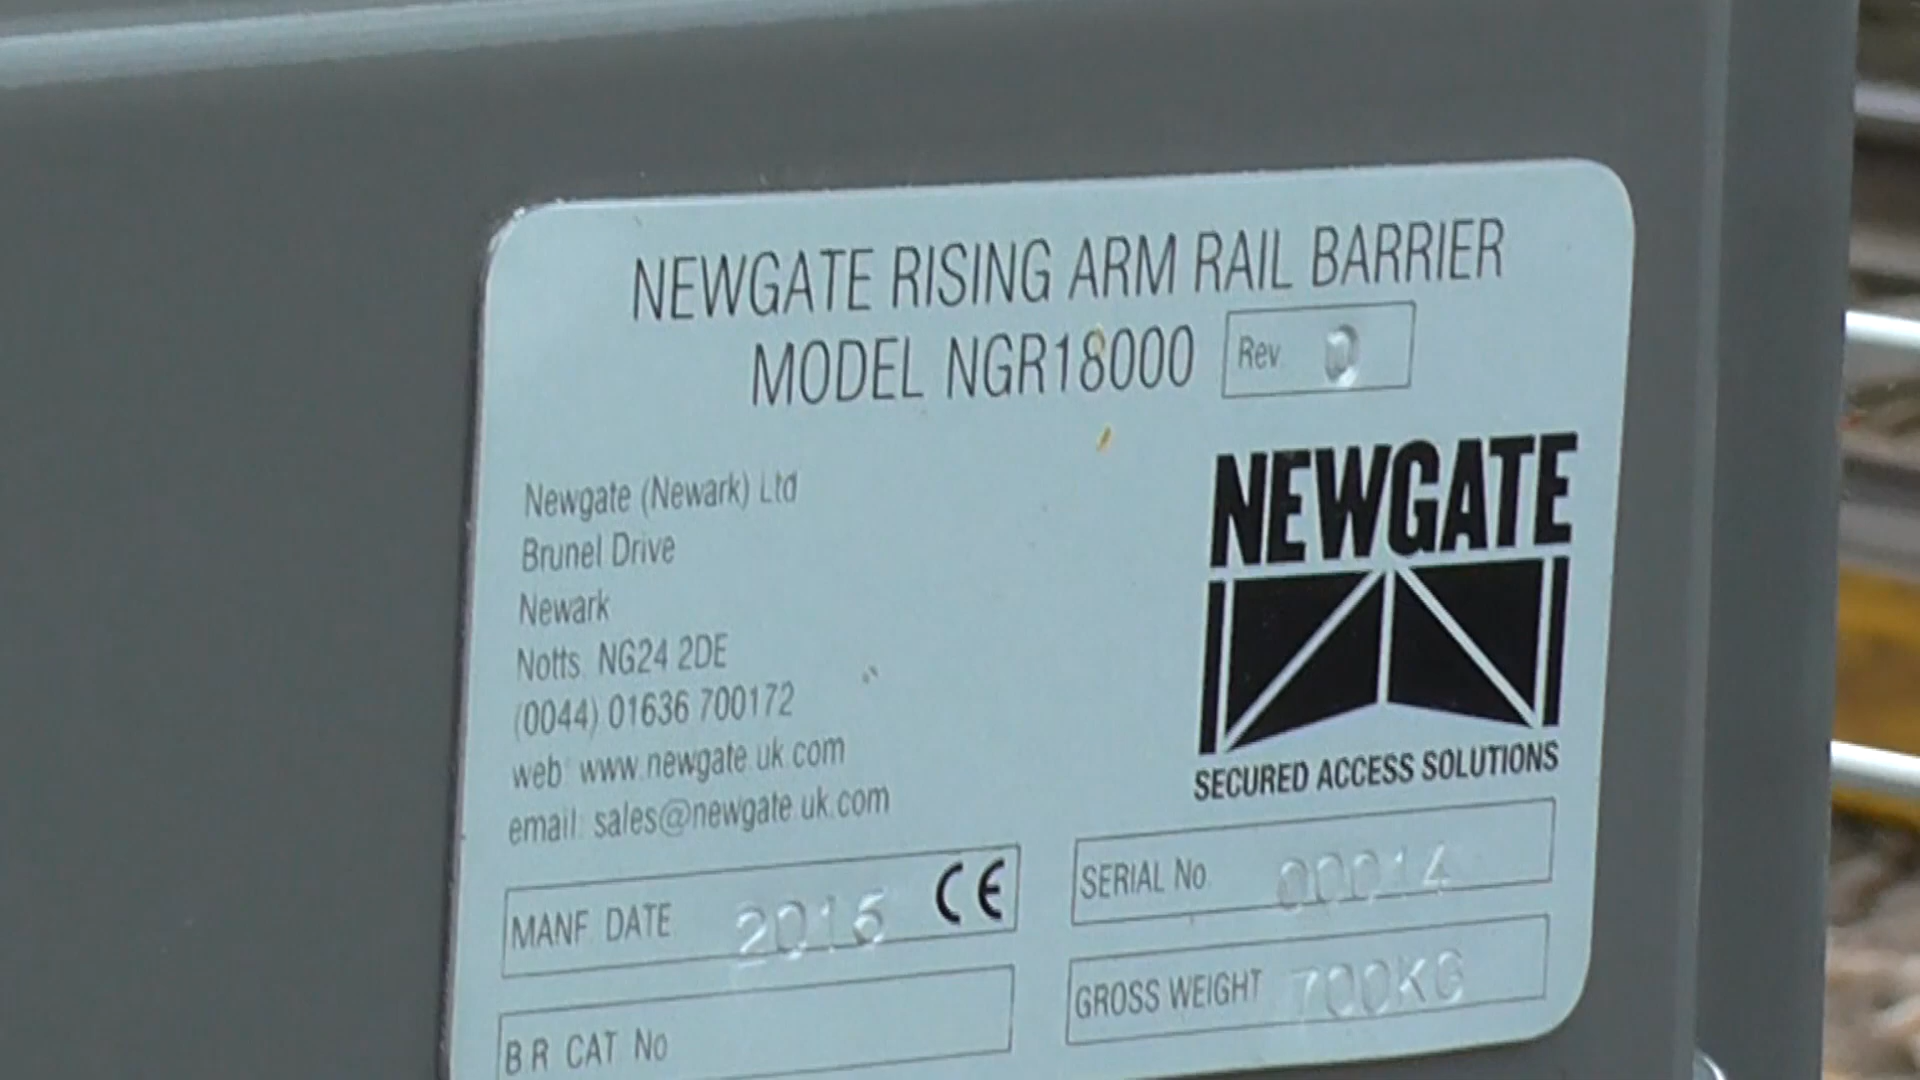 NEWGATE RISING ARM RAIL BARRIER
MODEL NGR18000 Rev.
Newgate (Newark) Ltd
Brunel Drive
Newark
Notts. NG24 2DE
(0044) 01636 700172
web: www.newgate.uk.com
email: sales@newgate.uk.com
NEWGATE
SECURED ACCESS SOLUTIONS
MANF. DATE 2015 CE
SERIAL No. 00014
B R CAT No
GROSS WEIGHT 700KG